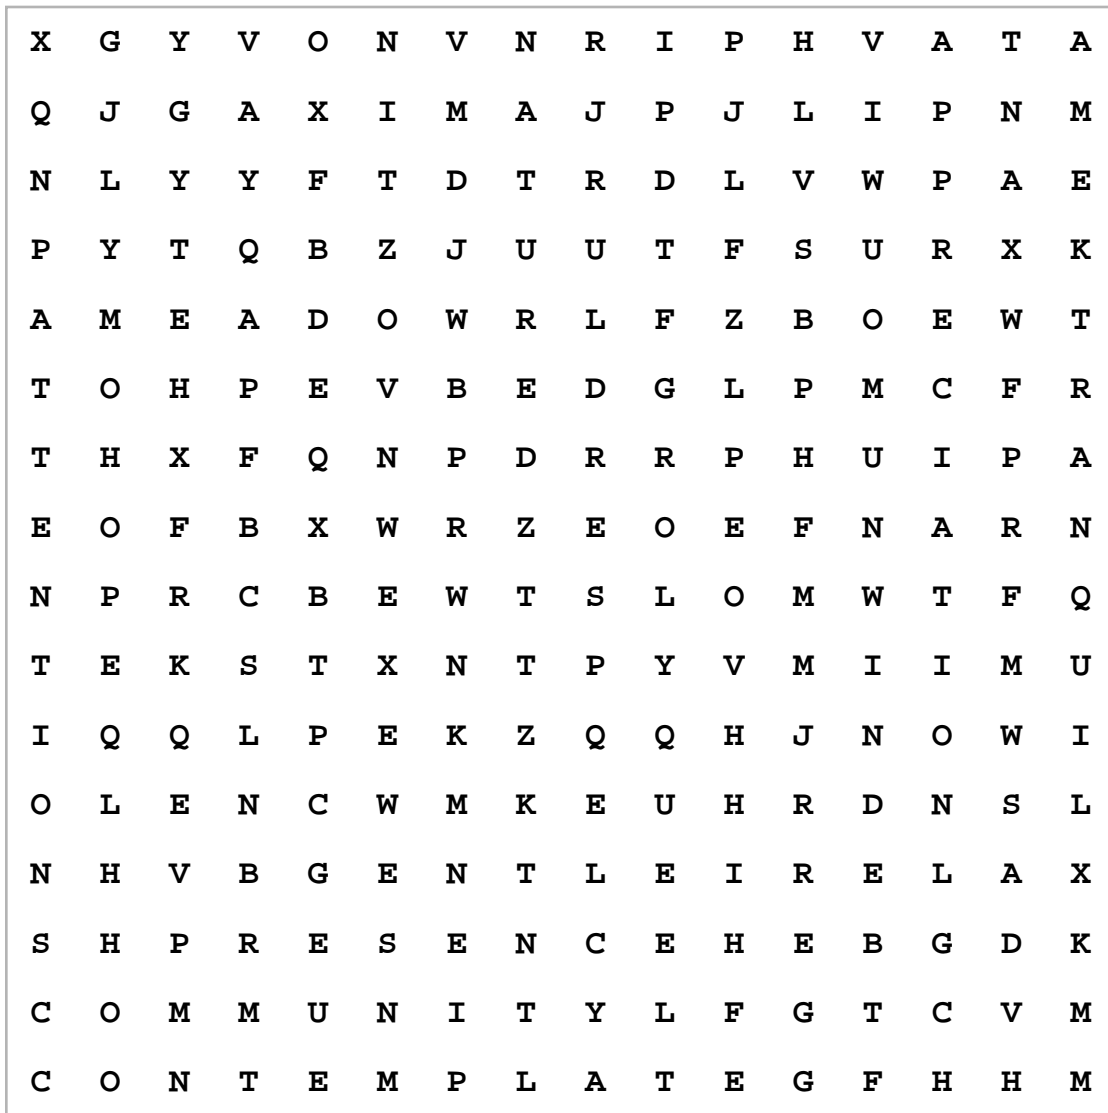 X G Y V O N V N R I P H V A T A
Q J G A X I M A J P J L I P N M
N L Y Y F T D T R D L V W P A E
P Y T Q B Z J U U T F S U R X K
A M E A D O W R L F Z B O E W T
T O H P E V B E D G L P M C F R
T H X F Q N P D R R P H U I P A
E O F B X W R Z E O E F N A R N
N P R C B E W T S L O M W T F Q
T E K S T X N T P Y V M I I M U
I Q Q L P E K Z Q Q H J N O W I
O L E N C W M K E U H R D N S L
N H V B G E N T L E I R E L A X
S H P R E S E N C E H E B G D K
C O M M U N I T Y L F G T C V M
C O N T E M P L A T E G F H H M